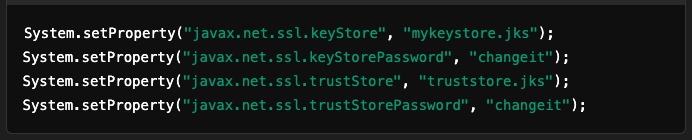 System.setProperty("javax.net.ssl.keyStore", "mykeystore.jks");
System.setProperty("javax.net.ssl.keyStorePassword", "changeit");
System.setProperty("javax.net.ssl.trustStore", "truststore.jks");
System.setProperty("javax.net.ssl.trustStorePassword", "changeit");